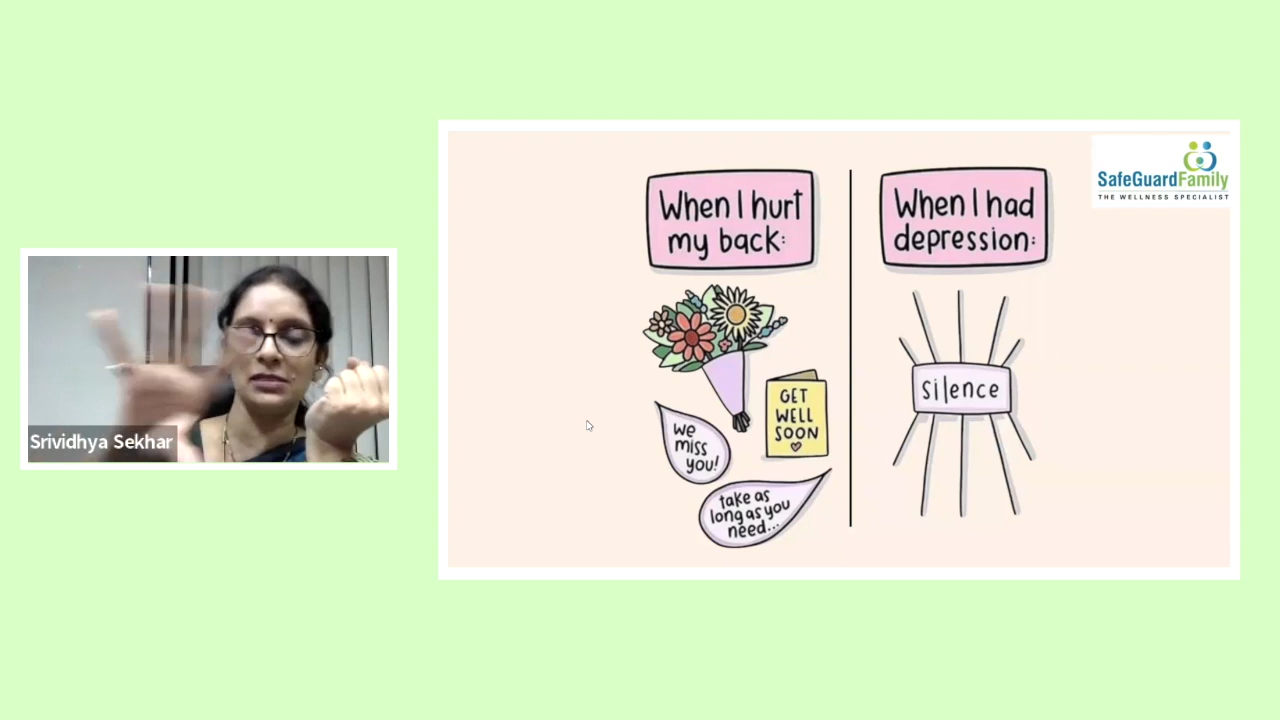 Srividhya Sekhar
When I hurt
my back:
GET
WELL
SOON
we
miss
you!
take as
long as you
need...
When I had
depression:
silence
SafeGuardFamily
THE WELLNESS SPECIALIST